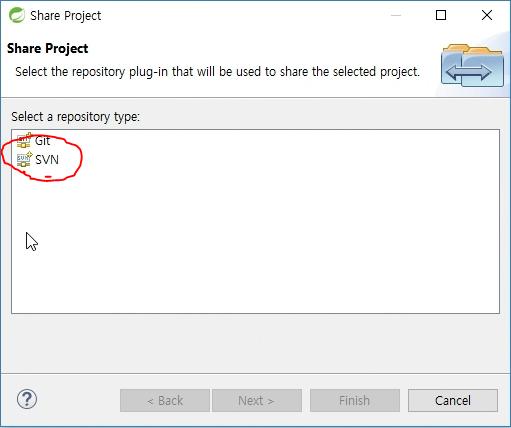 Share Project
Share Project
Select the repository plug-in that will be used to share the selected project.
Select a repository type:
Git
SVN
< Back
Next >
Finish
Cancel